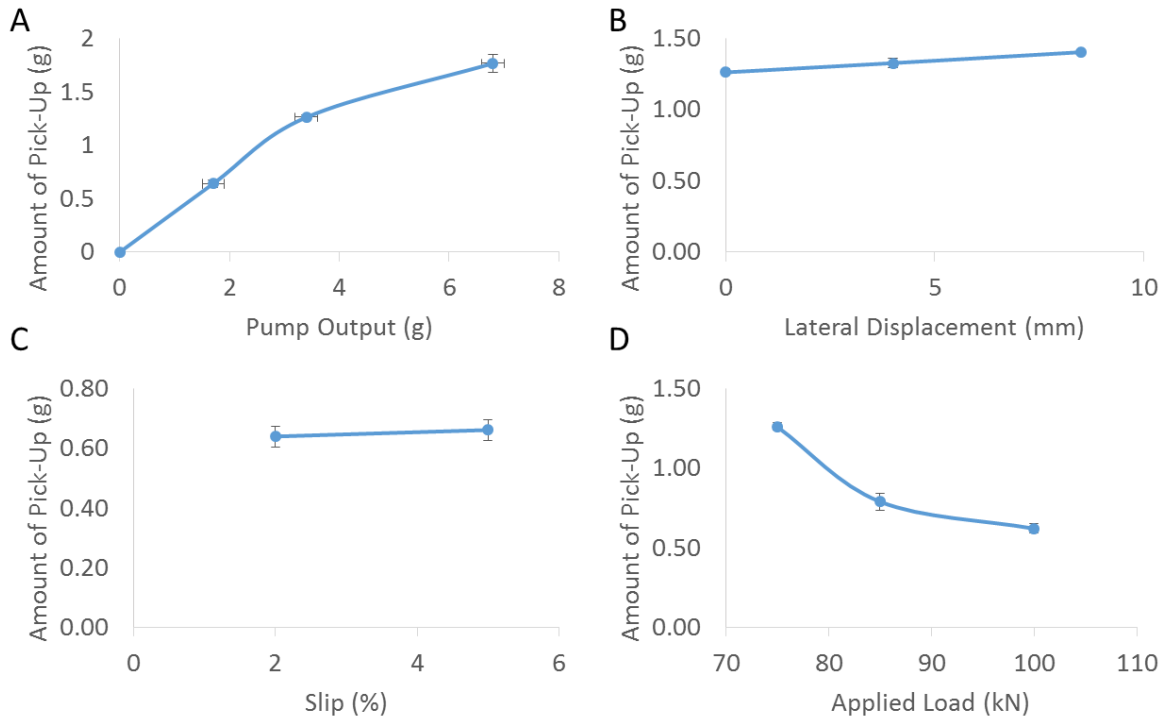 A
Amount of Pick-Up (g)
2
1.5
1
0.5
0
0 2 4 6 8
Pump Output (g)
B
Amount of Pick-Up (g)
1.50
1.00
0.50
0.00
0 5 10
Lateral Displacement (mm)
C
Amount of Pick-Up (g)
0.80
0.60
0.40
0.20
0.00
0 2 4 6
Slip (%)
D
Amount of Pick-Up (g)
1.50
1.00
0.50
0.00
70 80 90 100 110
Applied Load (kN)